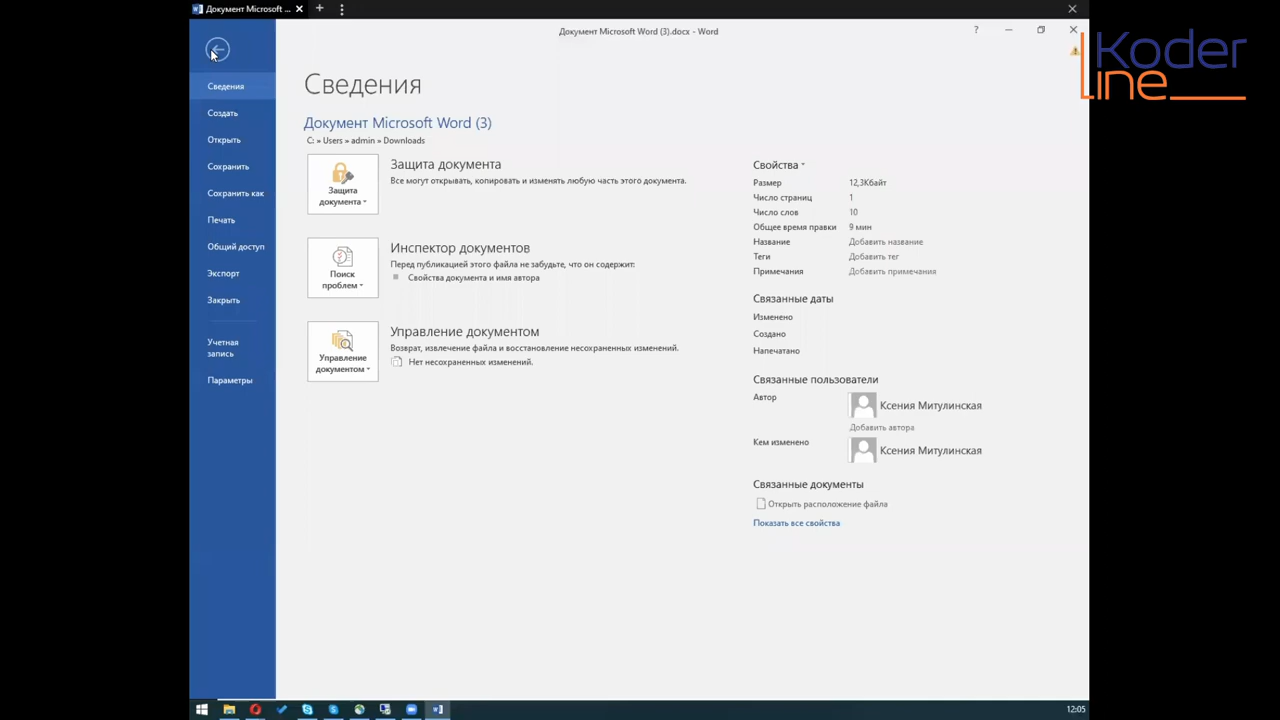 Документ Microsoft Word ...
Документ Microsoft Word (3).docx - Word
Koder
Line
Сведения
Создать
Открыть
Сохранить
Сохранить как
Печать
Общий доступ
Экспорт
Закрыть
Учетная
запись
Параметры
Сведения
Документ Microsoft Word (3)
C: » Users » admin » Downloads
Защита
документа
Защита документа
Все могут открывать, копировать и изменять любую часть этого документа.
Поиск
проблем
Инспектор документов
Перед публикацией этого файла не забудьте, что он содержит:
Свойства документа и имя автора
Управление
документом
Управление документом
Возврат, извлечение файла и восстановление несохраненных изменений.
Нет несохраненных изменений.
Свойства
Размер 12,3Кбайт
Число страниц 1
Число слов 10
Общее время правки 9 мин
Название Добавить название
Теги Добавить тег
Примечания Добавить примечания
Связанные даты
Изменено
Создано
Напечатано
Связанные пользователи
Автор Ксения Митулинская
Добавить автора
Кем изменено Ксения Митулинская
Связанные документы
Открыть расположение файла
Показать все свойства
12:05